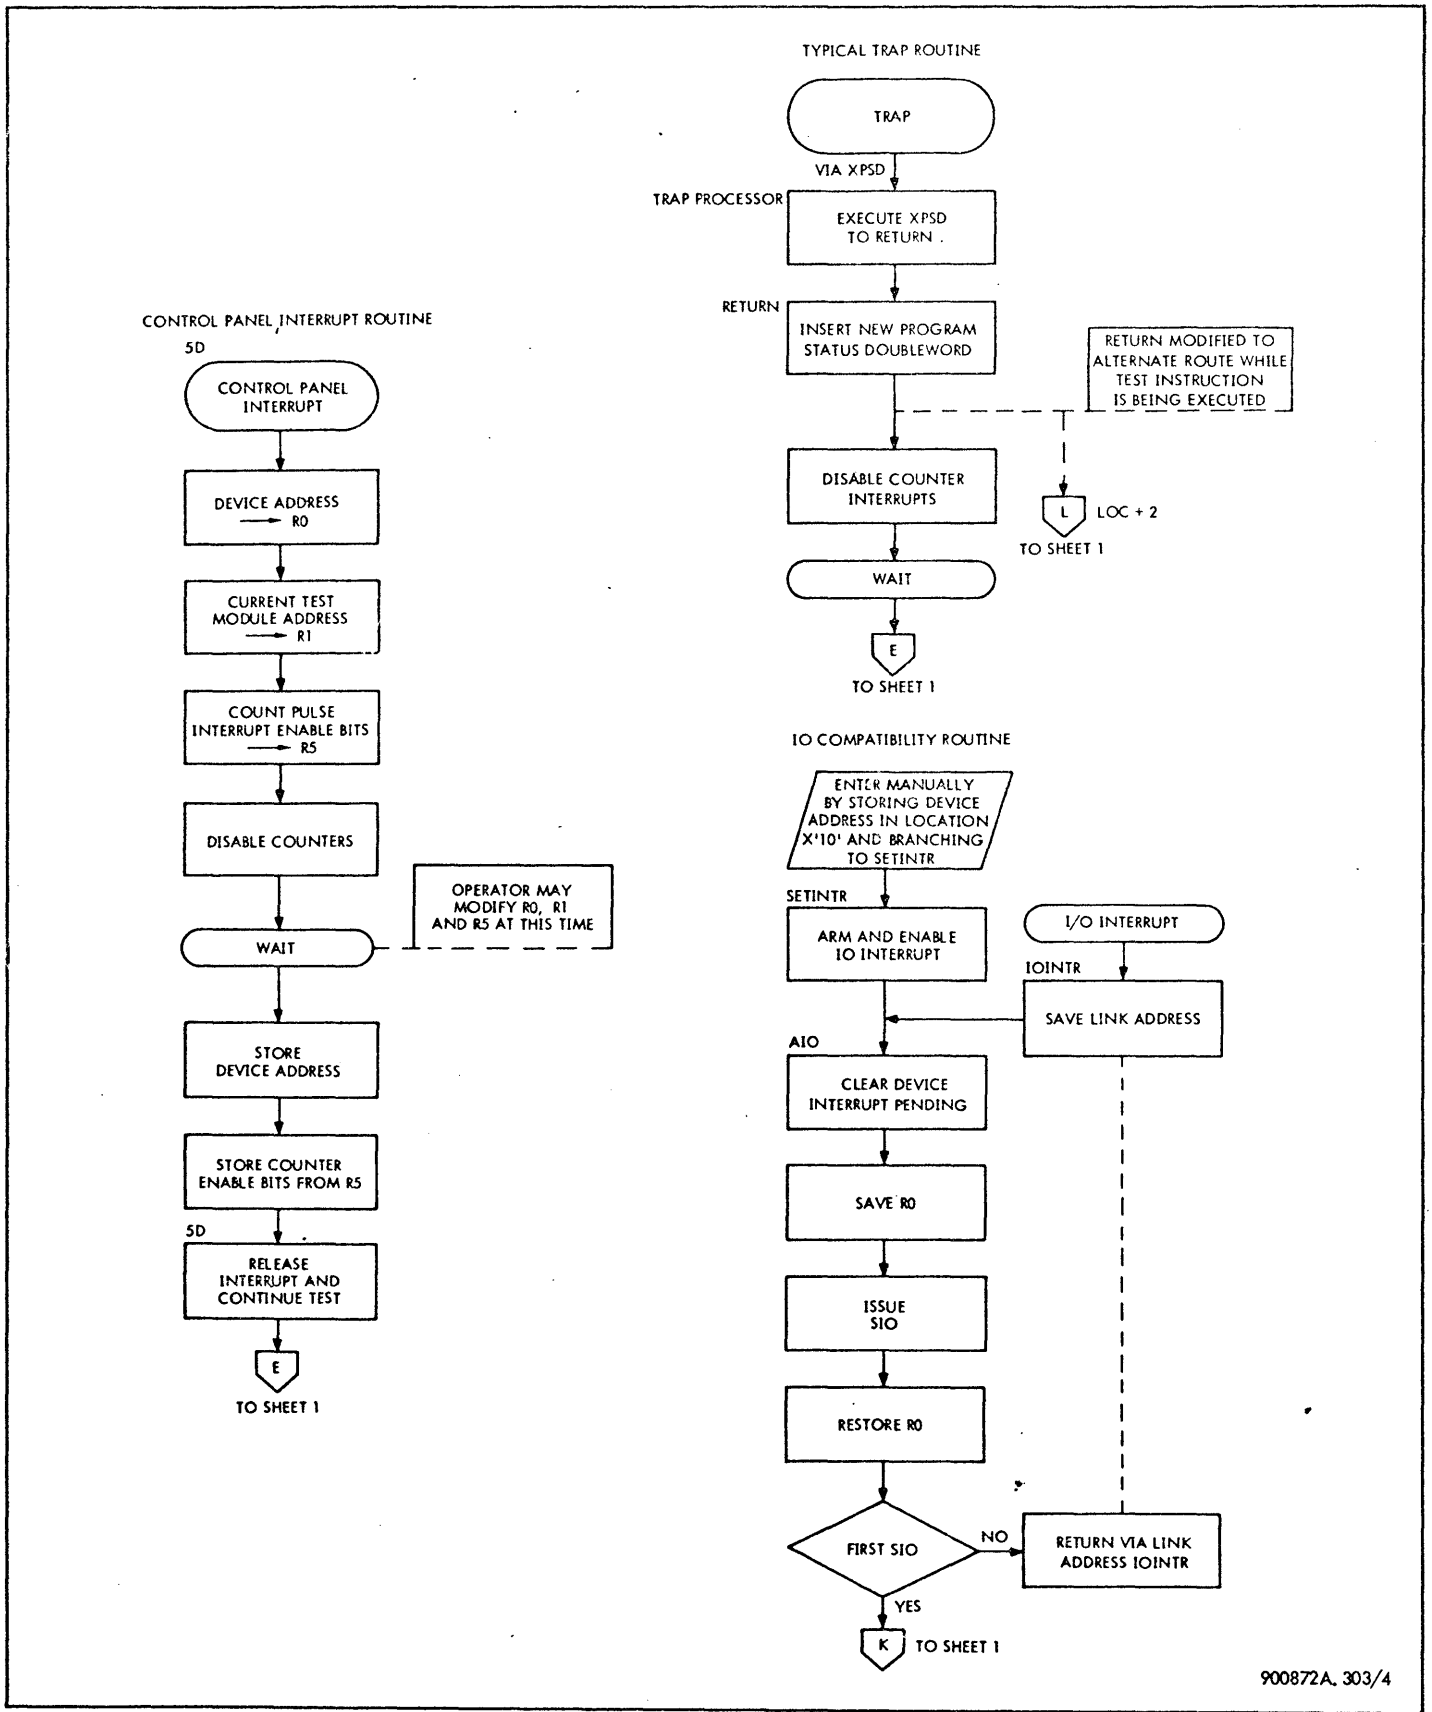 TYPICAL TRAP ROUTINE
TRAP
VIA XPSD
TRAP PROCESSOR
EXECUTE XPSD
TO RETURN .
RETURN
INSERT NEW PROGRAM
STATUS DOUBLEWORD
RETURN MODIFIED TO
ALTERNATE ROUTE WHILE
TEST INSTRUCTION
IS BEING EXECUTED
DISABLE COUNTER
INTERRUPTS
L
LOC + 2
TO SHEET 1
WAIT
E
TO SHEET 1
CONTROL PANEL INTERRUPT ROUTINE
5D
CONTROL PANEL
INTERRUPT
DEVICE ADDRESS
→ R0
CURRENT TEST
MODULE ADDRESS
→ R1
COUNT PULSE
INTERRUPT ENABLE BITS
→ R5
DISABLE COUNTERS
OPERATOR MAY
MODIFY R0, R1
AND R5 AT THIS TIME
WAIT
STORE
DEVICE ADDRESS
STORE COUNTER
ENABLE BITS FROM R5
5D
RELEASE
INTERRUPT AND
CONTINUE TEST
E
TO SHEET 1
IO COMPATIBILITY ROUTINE
ENTER MANUALLY
BY STORING DEVICE
ADDRESS IN LOCATION
X'10' AND BRANCHING
TO SETINTR
SETINTR
ARM AND ENABLE
IO INTERRUPT
I/O INTERRUPT
IOINTR
SAVE LINK ADDRESS
AIO
CLEAR DEVICE
INTERRUPT PENDING
SAVE R0
ISSUE
SIO
RESTORE R0
FIRST SIO
NO
RETURN VIA LINK
ADDRESS IOINTR
YES
K
TO SHEET 1
900872A. 303/4